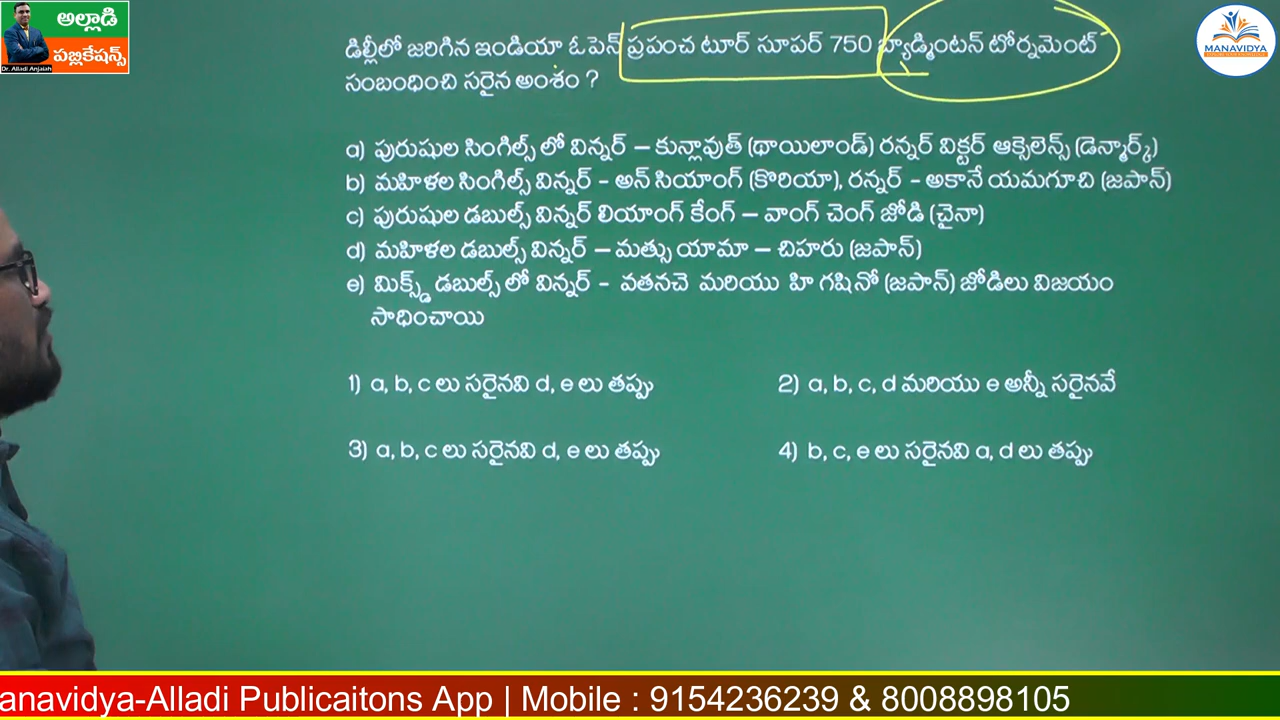 అల్లాడి
పబ్లికేషన్స్
Dr. Alladi Anjaiah
MANAVIDYA
డిల్లీలో జరిగిన ఇండియా ఓపెన్ ప్రపంచ టూర్ సూపర్ 750 బ్యాడ్మింటన్ టోర్నమెంట్
సంబంధించి సరైన అంశం ?
a) పురుషుల సింగిల్స్ లో విన్నర్ – కున్లావుత్ (థాయిలాండ్) రన్నర్ విక్టర్ ఆక్సెలెన్స్ (డెన్మార్క్)
b) మహిళల సింగిల్స్ విన్నర్ - అన్ సియాంగ్ (కొరియా), రన్నర్ - అకానే యమగూచి (జపాన్)
c) పురుషుల డబుల్స్ విన్నర్ లియాంగ్ కేంగ్ – వాంగ్ చెంగ్ జోడి (చైనా)
d) మహిళల డబుల్స్ విన్నర్ – మత్సు యామా – చిహరు (జపాన్)
e) మిక్స్డ్ డబుల్స్ లో విన్నర్ - వతనచె మరియు హి గషినో (జపాన్) జోడిలు విజయం
సాధించాయి
1) a, b, c లు సరైనవి d, e లు తప్పు
2) a, b, c, d మరియు e అన్నీ సరైనవే
3) a, b, c లు సరైనవి d, e లు తప్పు
4) b, c, e లు సరైనవి a, d లు తప్పు
anavidya-Alladi Publicaitons App | Mobile : 9154236239 & 8008898105